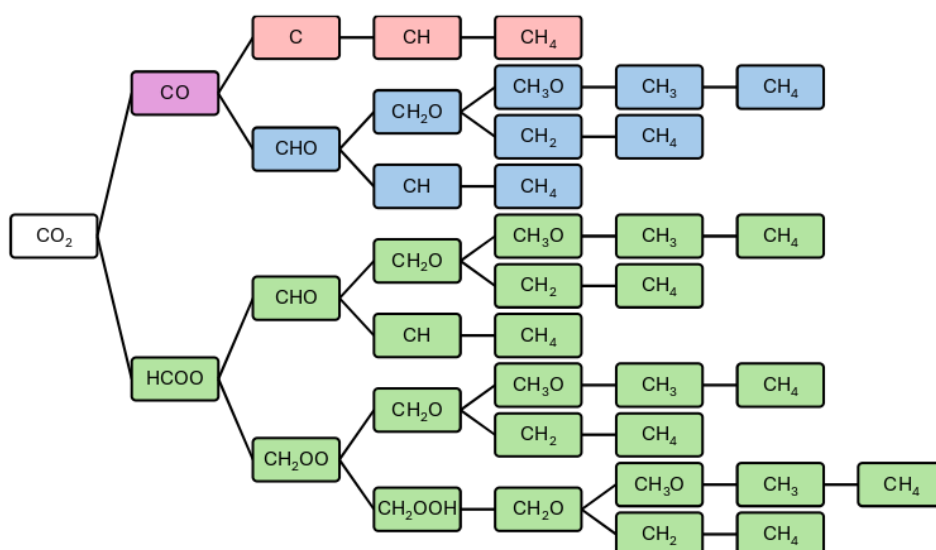 C CH CH₄
CO CH₃O CH₃ CH₄
CH₂O
CHO CH₂ CH₄
CH CH₄
CO₂ CH₃O CH₃ CH₄
CH₂O
CHO CH₂ CH₄
CH CH₄
HCOO CH₃O CH₃ CH₄
CH₂O
CH₂OO CH₂ CH₄
CH₃O CH₃ CH₄
CH₂OOH CH₂O
CH₂ CH₄